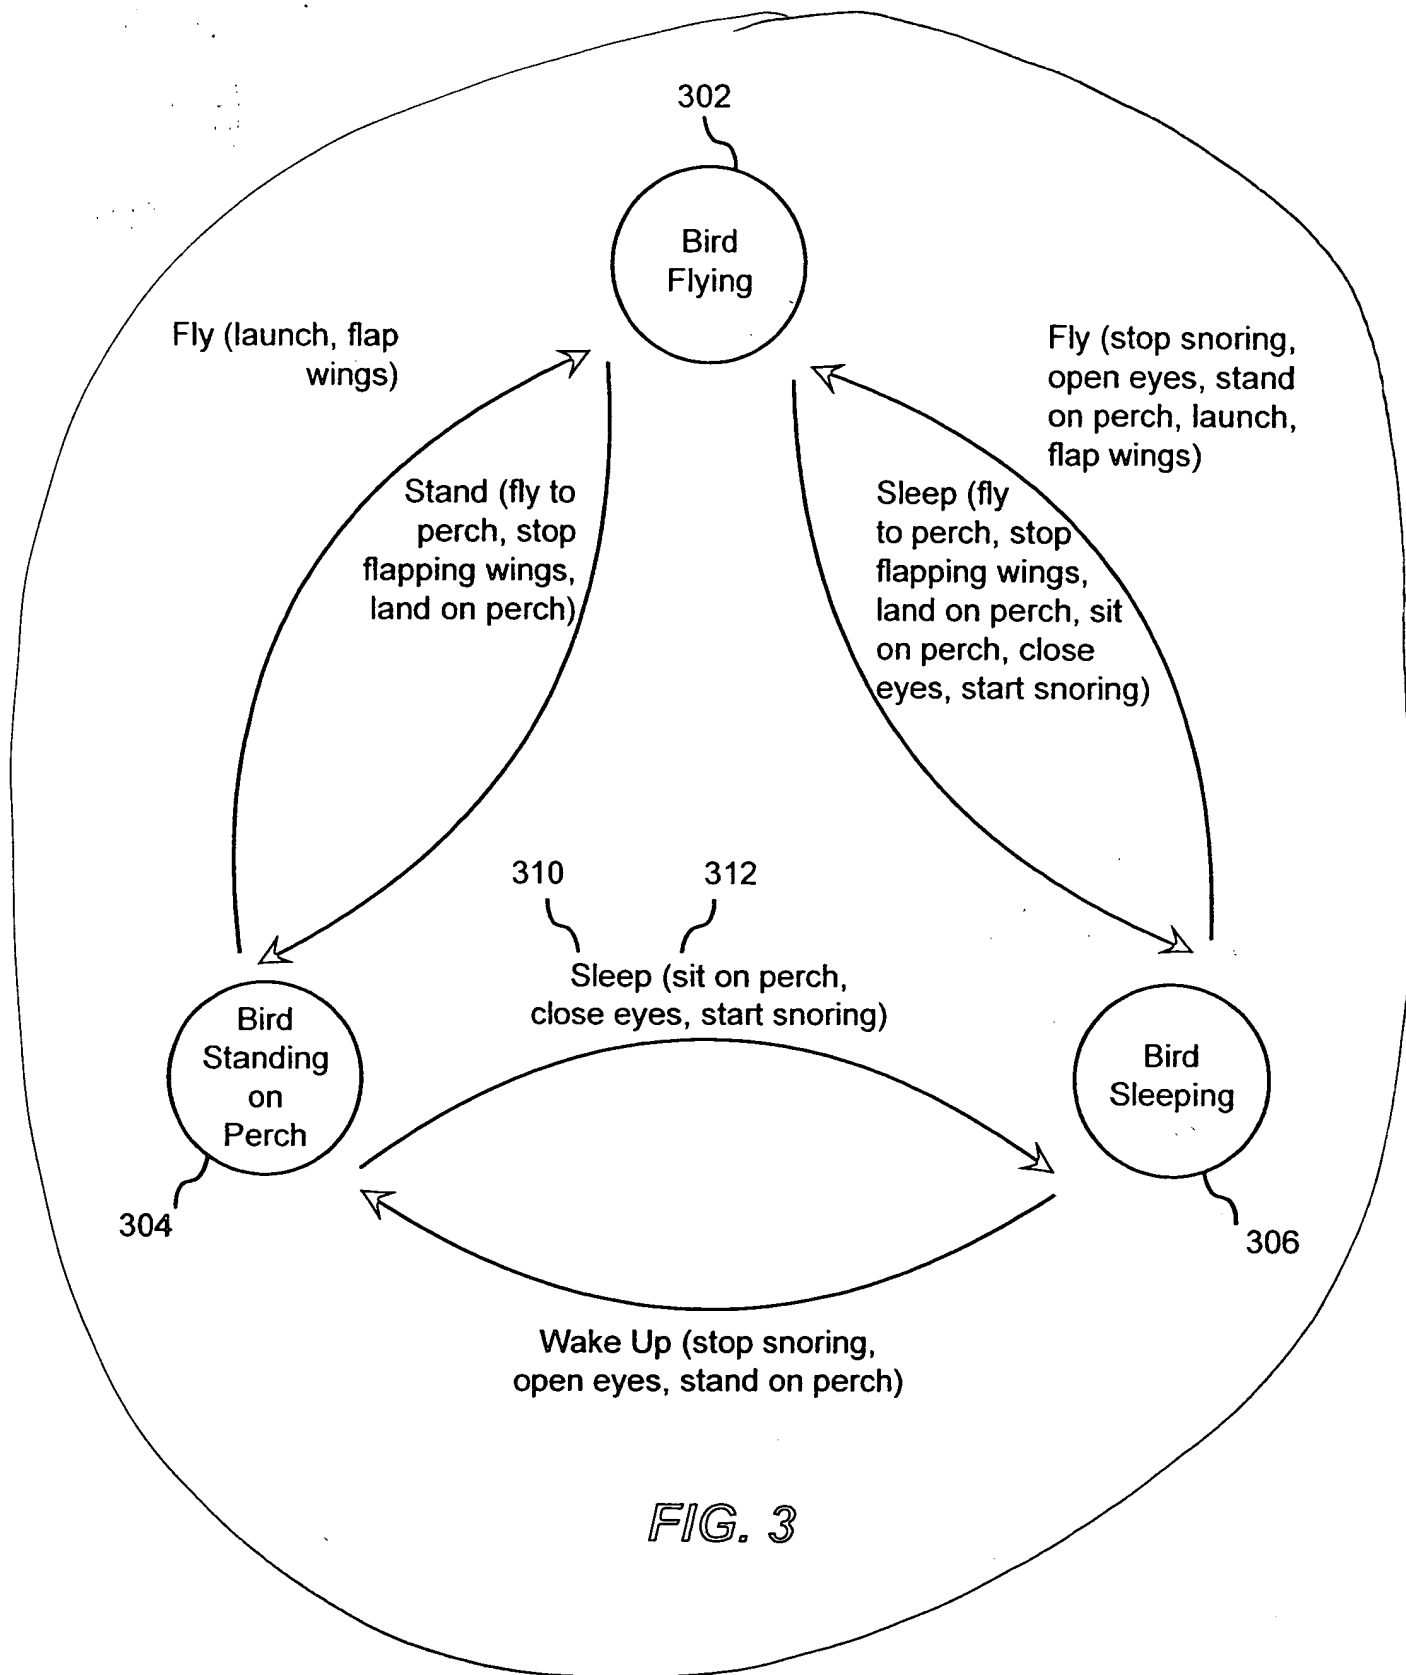 302
Bird
Flying
Fly (launch, flap
wings)
Fly (stop snoring,
open eyes, stand
on perch, launch,
flap wings)
Stand (fly to
perch, stop
flapping wings,
land on perch)
Sleep (fly
to perch, stop
flapping wings,
land on perch, sit
on perch, close
eyes, start snoring)
310
312
Sleep (sit on perch,
close eyes, start snoring)
Bird
Standing
on
Perch
Bird
Sleeping
304
306
Wake Up (stop snoring,
open eyes, stand on perch)
FIG. 3